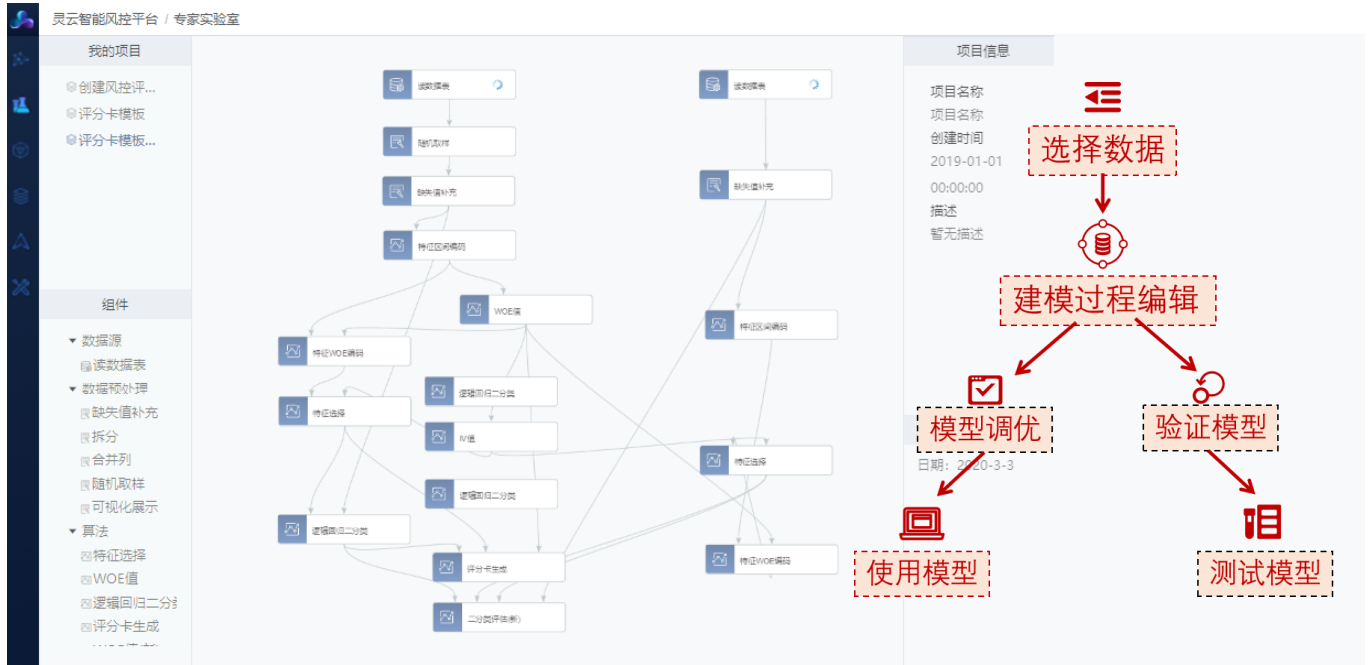 灵云智能风控平台 / 专家实验室
我的项目
创建风控评...
评分卡模板
评分卡模板...
组件
数据源
读数据表
数据预处理
缺失值补充
拆分
合并列
随机取样
可视化展示
算法
特征选择
WOE值
逻辑回归二分类
评分卡生成
读数据表
随机取样
缺失值补充
特征区间编码
WOE值
特征WOE编码
逻辑回归二分类
特征选择
IV值
逻辑回归二分类
逻辑回归二分类
评分卡生成
二分类评估(新)
读数据表
缺失值补充
特征区间编码
特征选择
特征WOE编码
项目信息
项目名称
项目名称
创建时间
2019-01-01
00:00:00
描述
暂无描述
日期：2020-3-3
选择数据
建模过程编辑
模型调优
验证模型
使用模型
测试模型